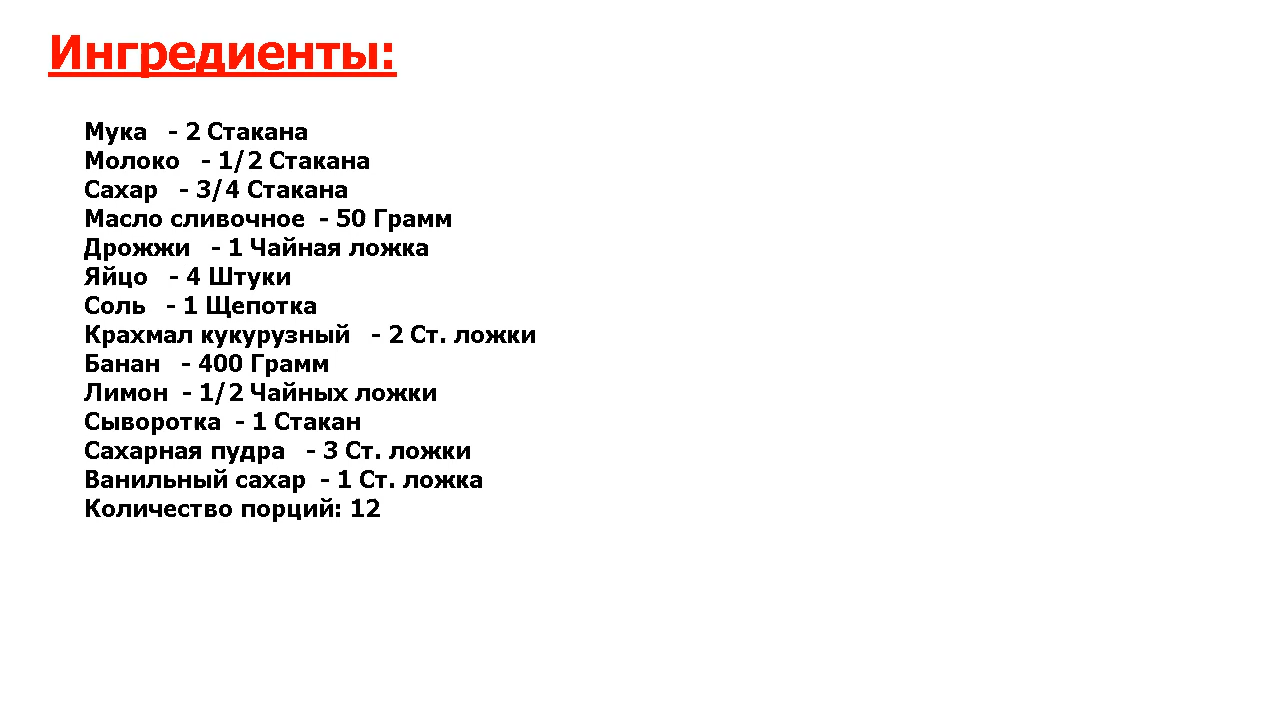 Ингредиенты:
Мука - 2 Стакана
Молоко - 1/2 Стакана
Сахар - 3/4 Стакана
Масло сливочное - 50 Грамм
Дрожжи - 1 Чайная ложка
Яйцо - 4 Штуки
Соль - 1 Щепотка
Крахмал кукурузный - 2 Ст. ложки
Банан - 400 Грамм
Лимон - 1/2 Чайных ложки
Сыворотка - 1 Стакан
Сахарная пудра - 3 Ст. ложки
Ванильный сахар - 1 Ст. ложка
Количество порций: 12